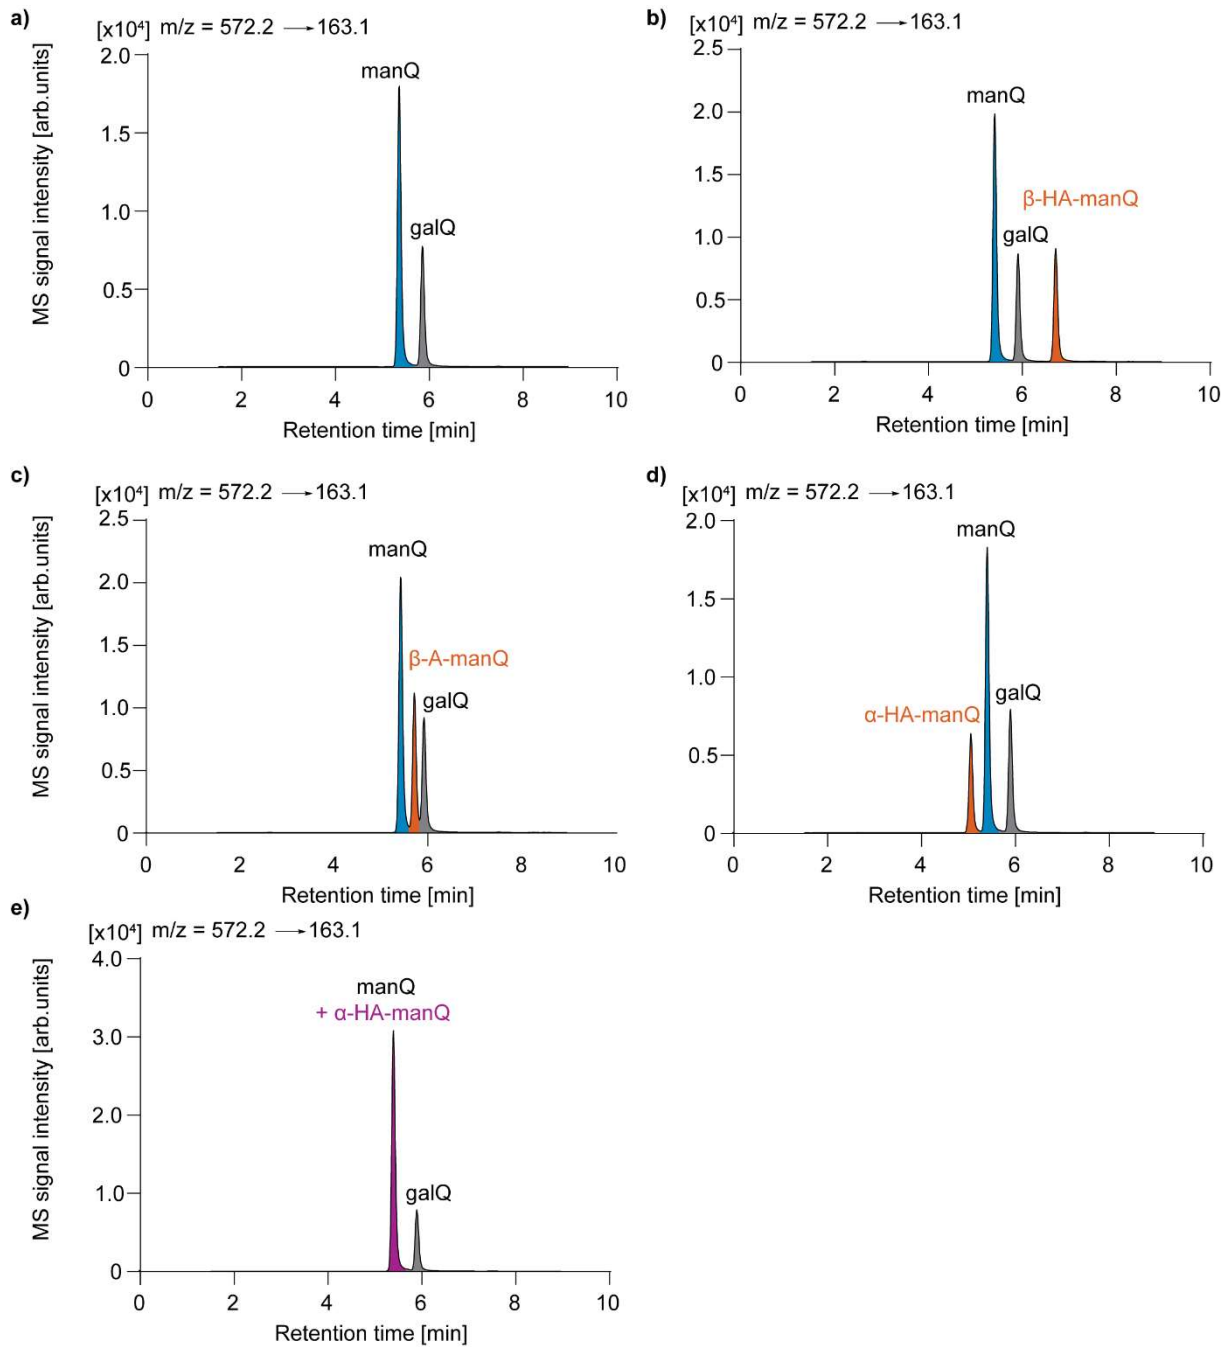 a)
[x10⁴] m/z = 572.2 → 163.1
MS signal intensity [arb.units]
2.0
1.5
1.0
0.5
0
manQ
galQ
0 2 4 6 8 10
Retention time [min]
b)
[x10⁴] m/z = 572.2 → 163.1
2.5
2.0
1.5
1.0
0.5
0
manQ
β-HA-manQ
galQ
0 2 4 6 8 10
Retention time [min]
c)
[x10⁴] m/z = 572.2 → 163.1
MS signal intensity [arb.units]
2.5
2.0
1.5
1.0
0.5
0
manQ
β-A-manQ
galQ
0 2 4 6 8 10
Retention time [min]
d)
[x10⁴] m/z = 572.2 → 163.1
2.0
1.5
1.0
0.5
0
manQ
α-HA-manQ
galQ
0 2 4 6 8 10
Retention time [min]
e)
[x10⁴] m/z = 572.2 → 163.1
MS signal intensity [arb.units]
4.0
3.0
2.0
1.0
0
manQ
+ α-HA-manQ
galQ
0 2 4 6 8 10
Retention time [min]